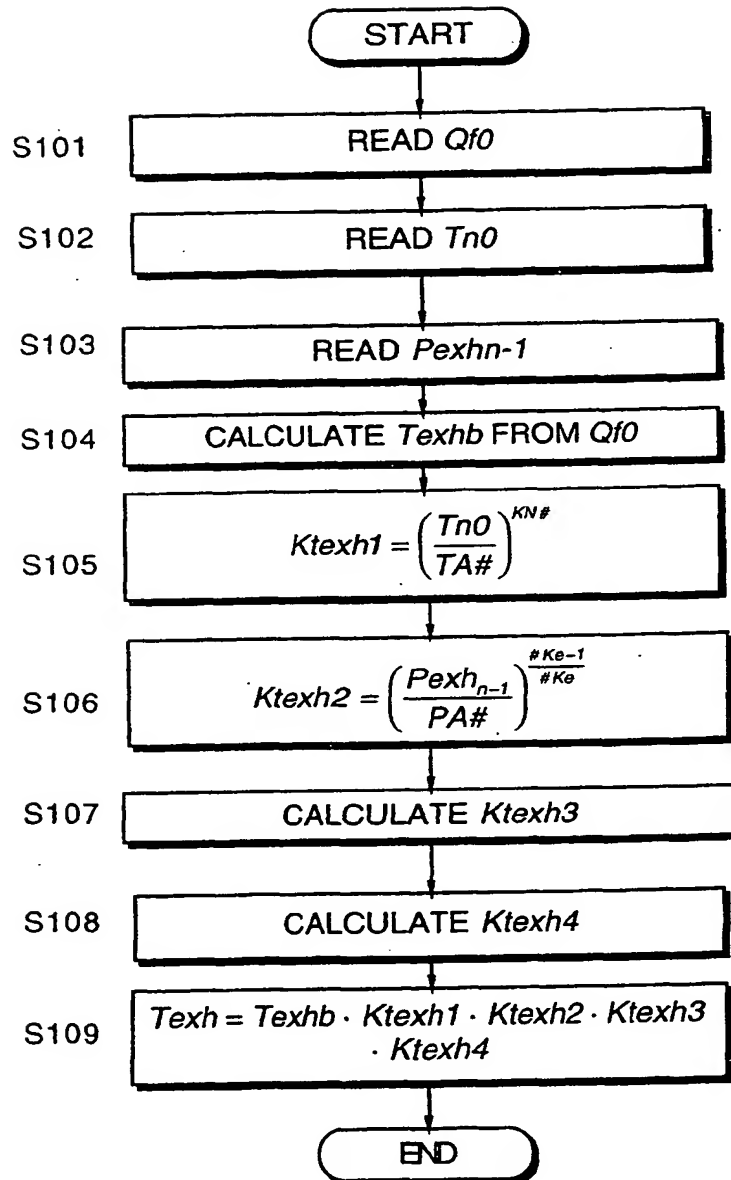 START
S101
READ Qf0
S102
READ Tn0
S103
READ Pexhn-1
S104
CALCULATE Texhb FROM Qf0
S105
Ktexh1 = (Tn0/TA#)^KN#
S106
Ktexh2 = (Pexh_{n-1}/PA#)^{#Ke-1/#Ke}
S107
CALCULATE Ktexh3
S108
CALCULATE Ktexh4
S109
Texh = Texhb · Ktexh1 · Ktexh2 · Ktexh3
· Ktexh4
END